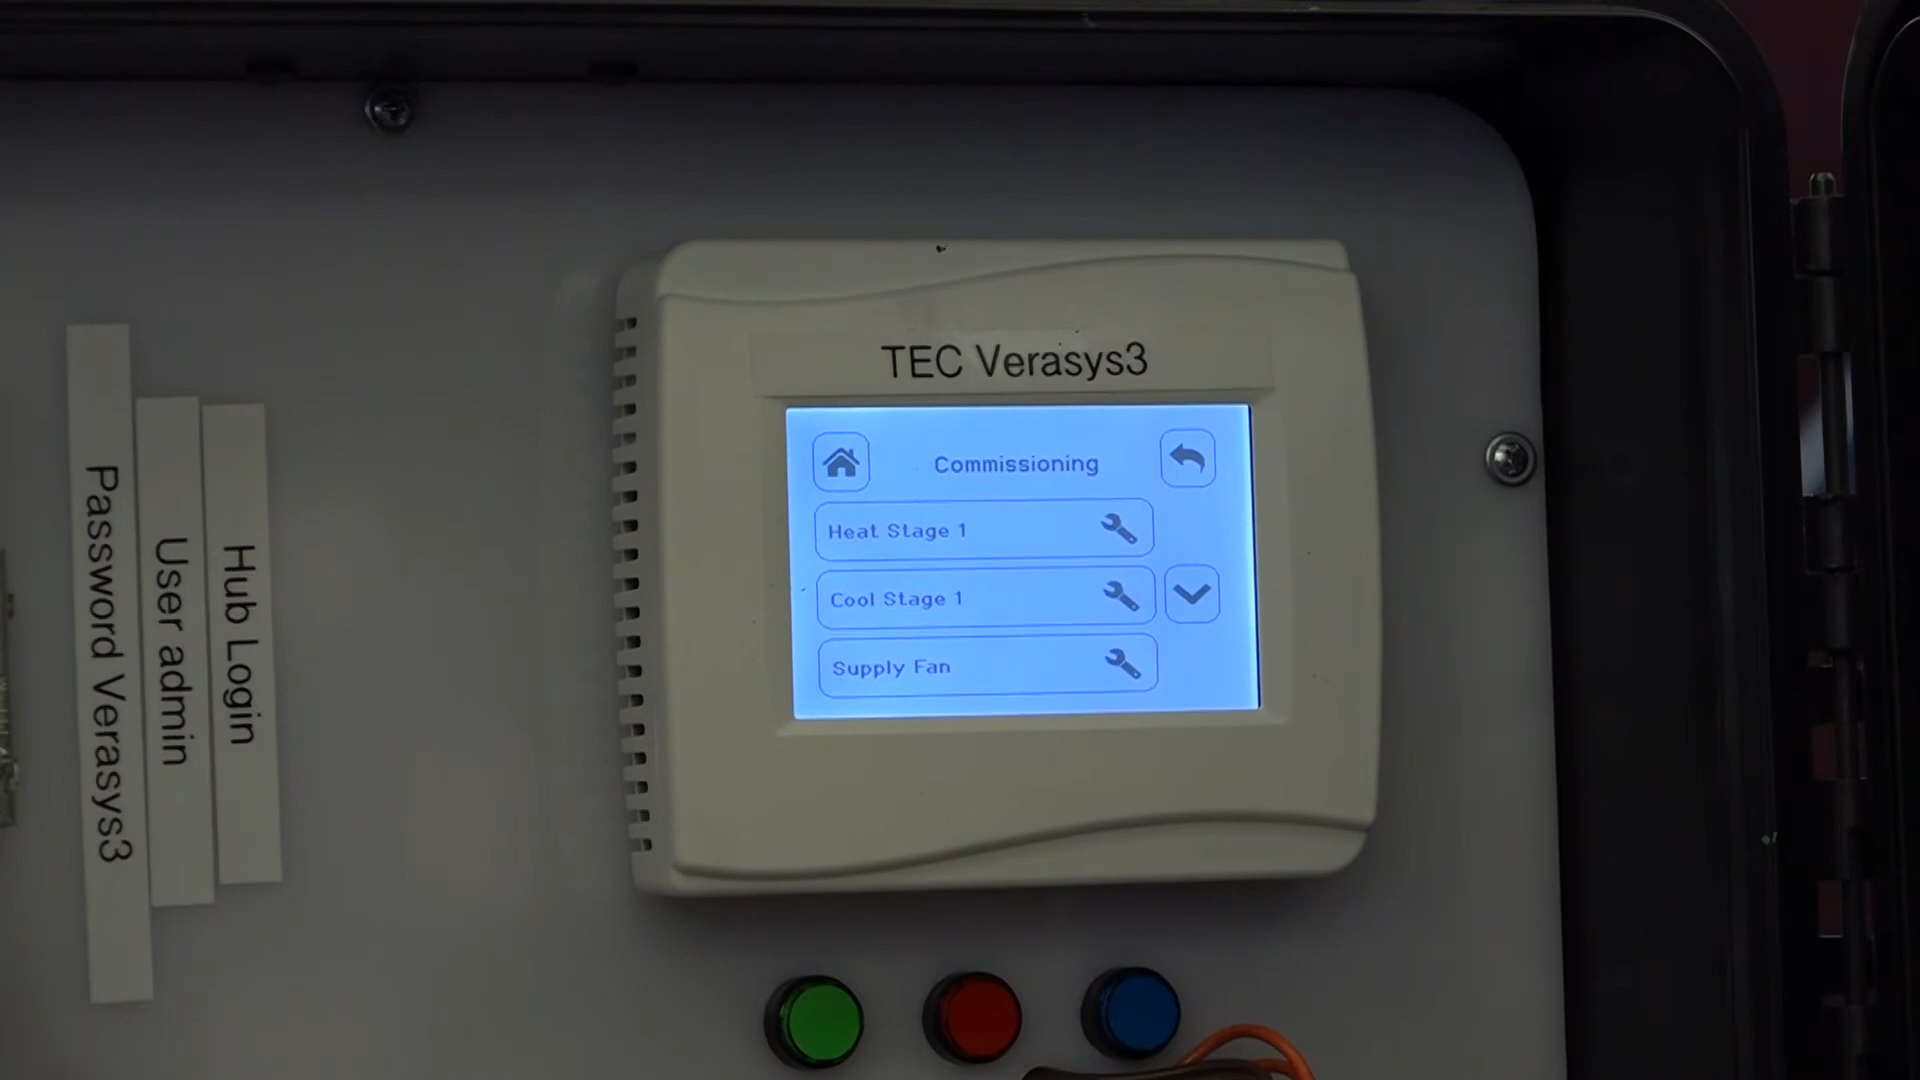 TEC Verasys3
Commissioning
Heat Stage 1
Cool Stage 1
Supply Fan
Hub Login
User admin
Password Verasys3